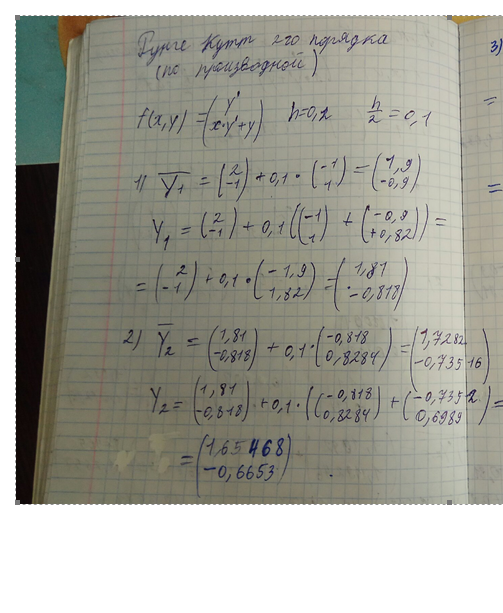 Рунге Кутт 2го порядка
(по производной)
f(x,y) = (y' / x·y'+y) h=0,2 h/2 = 0,1
1) Y̅₁ = (2 / -1) + 0,1 · (-1 / 1) = (1,9 / -0,9)
Y₁ = (2 / -1) + 0,1 ((-1 / 1) + (-0,9 / +0,82)) =
= (2 / -1) + 0,1 · (-1,9 / 1,82) = (1,81 / -0,818)
2) Y̅₂ = (1,81 / -0,818) + 0,1 · (-0,818 / 0,8284) = (1,7282 / -0,73516)
Y₂ = (1,81 / -0,818) + 0,1 · ((-0,818 / 0,8284) + (-0,7352 / 0,6989) =
= (1,65468 / -0,6653)
3)
=
=